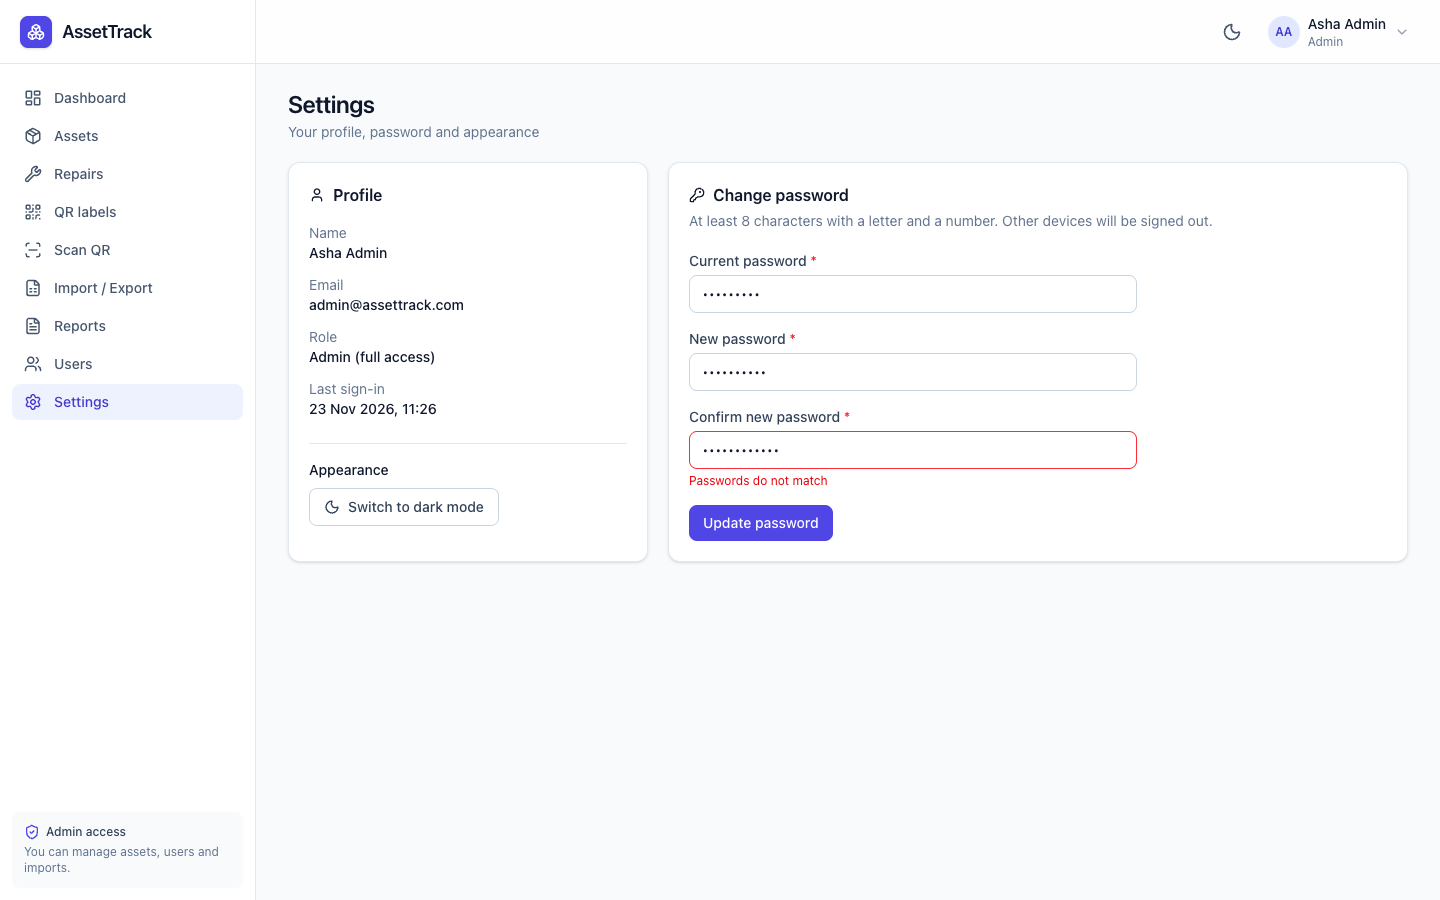 AssetTrack
AA
Asha Admin
Admin
Dashboard
Assets
Repairs
QR labels
Scan QR
Import / Export
Reports
Users
Settings
Admin access
You can manage assets, users and
imports.
Settings
Your profile, password and appearance
Profile
Name
Asha Admin
Email
admin@assettrack.com
Role
Admin (full access)
Last sign-in
23 Nov 2026, 11:26
Appearance
Switch to dark mode
Change password
At least 8 characters with a letter and a number. Other devices will be signed out.
Current password *
•••••••••
New password *
••••••••••
Confirm new password *
••••••••••••
Passwords do not match
Update password